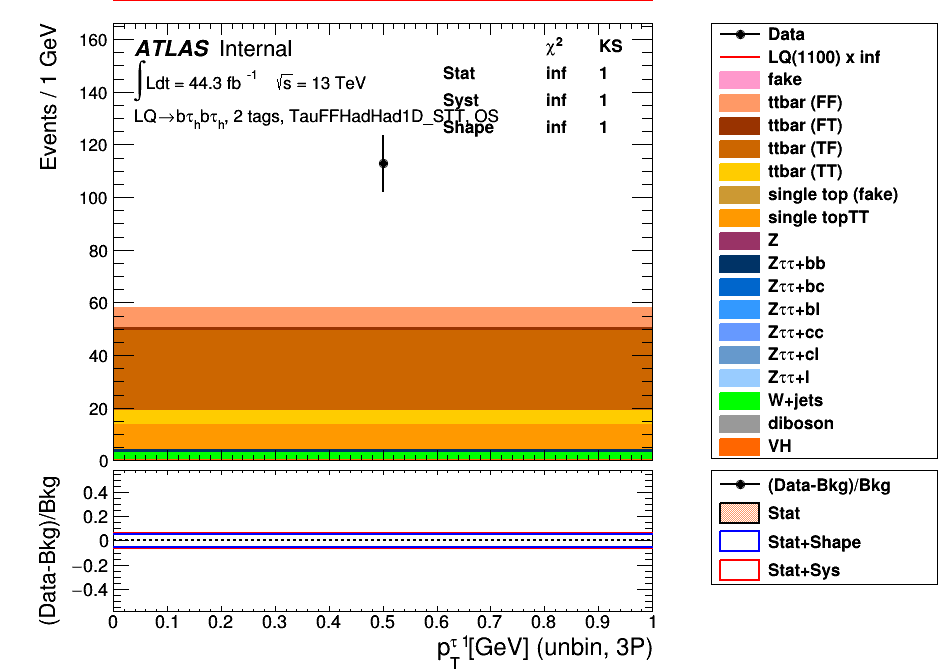 Events / 1 GeV
160
140
120
100
80
60
40
20
0
ATLAS Internal
∫Ldt = 44.3 fb⁻¹ √s = 13 TeV
LQ→bτₕbτₕ, 2 tags, TauFFHadHad1D_STT, OS
χ² KS
Stat inf 1
Syst inf 1
Shape inf 1
Data
LQ(1100) x inf
fake
ttbar (FF)
ttbar (FT)
ttbar (TF)
ttbar (TT)
single top (fake)
single topTT
Z
Zττ+bb
Zττ+bc
Zττ+bl
Zττ+cc
Zττ+cl
Zττ+l
W+jets
diboson
VH
(Data-Bkg)/Bkg
0.4
0.2
0
−0.2
−0.4
0 0.1 0.2 0.3 0.4 0.5 0.6 0.7 0.8 0.9 1
p_T^τ 1 [GeV] (unbin, 3P)
(Data-Bkg)/Bkg
Stat
Stat+Shape
Stat+Sys